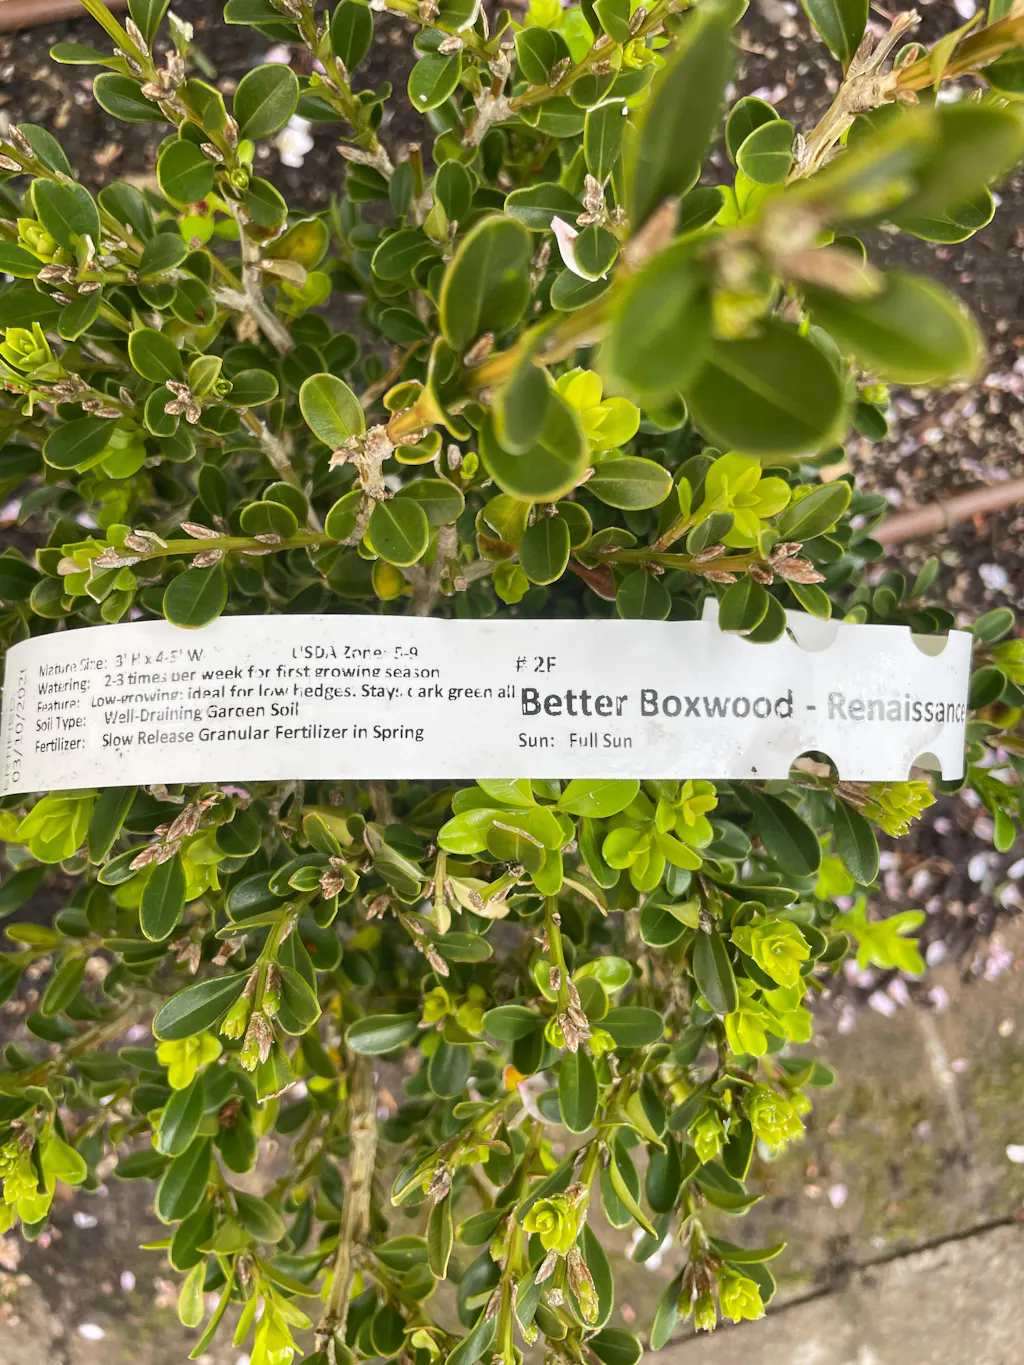 Mature Size: 3' H x 4-5' W
USDA Zone: 5-9
Watering: 2-3 times per week for first growing season
Feature: Low-growing: ideal for low hedges. Stays dark green all
Soil Type: Well-Draining Garden Soil
Fertilizer: Slow Release Granular Fertilizer in Spring
# 2F
Better Boxwood - Renaissance
Sun: Full Sun
03/10/2021